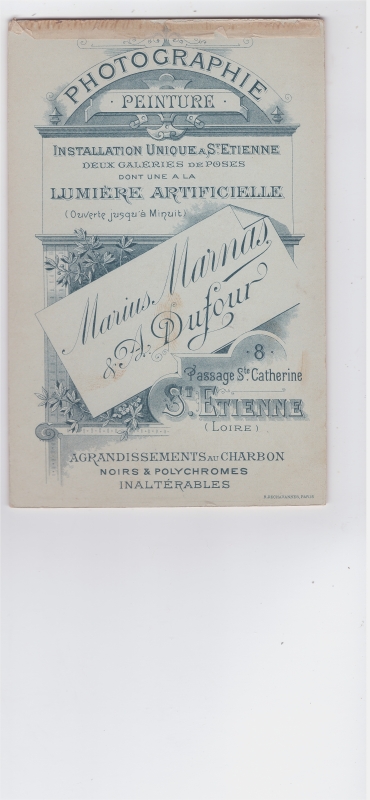 PHOTOGRAPHIE
PEINTURE
INSTALLATION UNIQUE A ST ETIENNE
DEUX GALERIES DE POSES
DONT UNE A LA
LUMIÈRE ARTIFICIELLE
(Ouverte jusqu'à Minuit)
Marius Marnas
& A. Dufour
8
Passage Ste. Catherine
ST. ETIENNE
(LOIRE)
AGRANDISSEMENTS AU CHARBON
NOIRS & POLYCHROMES
INALTÉRABLES
PARIS